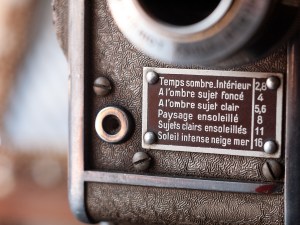 Temps sombre.Intérieur 2,8
A l'ombre sujet foncé 4
A l'ombre sujet clair 5,6
Paysage ensoleillé 8
Sujets clairs ensoleillés 11
Soleil intense neige mer 16